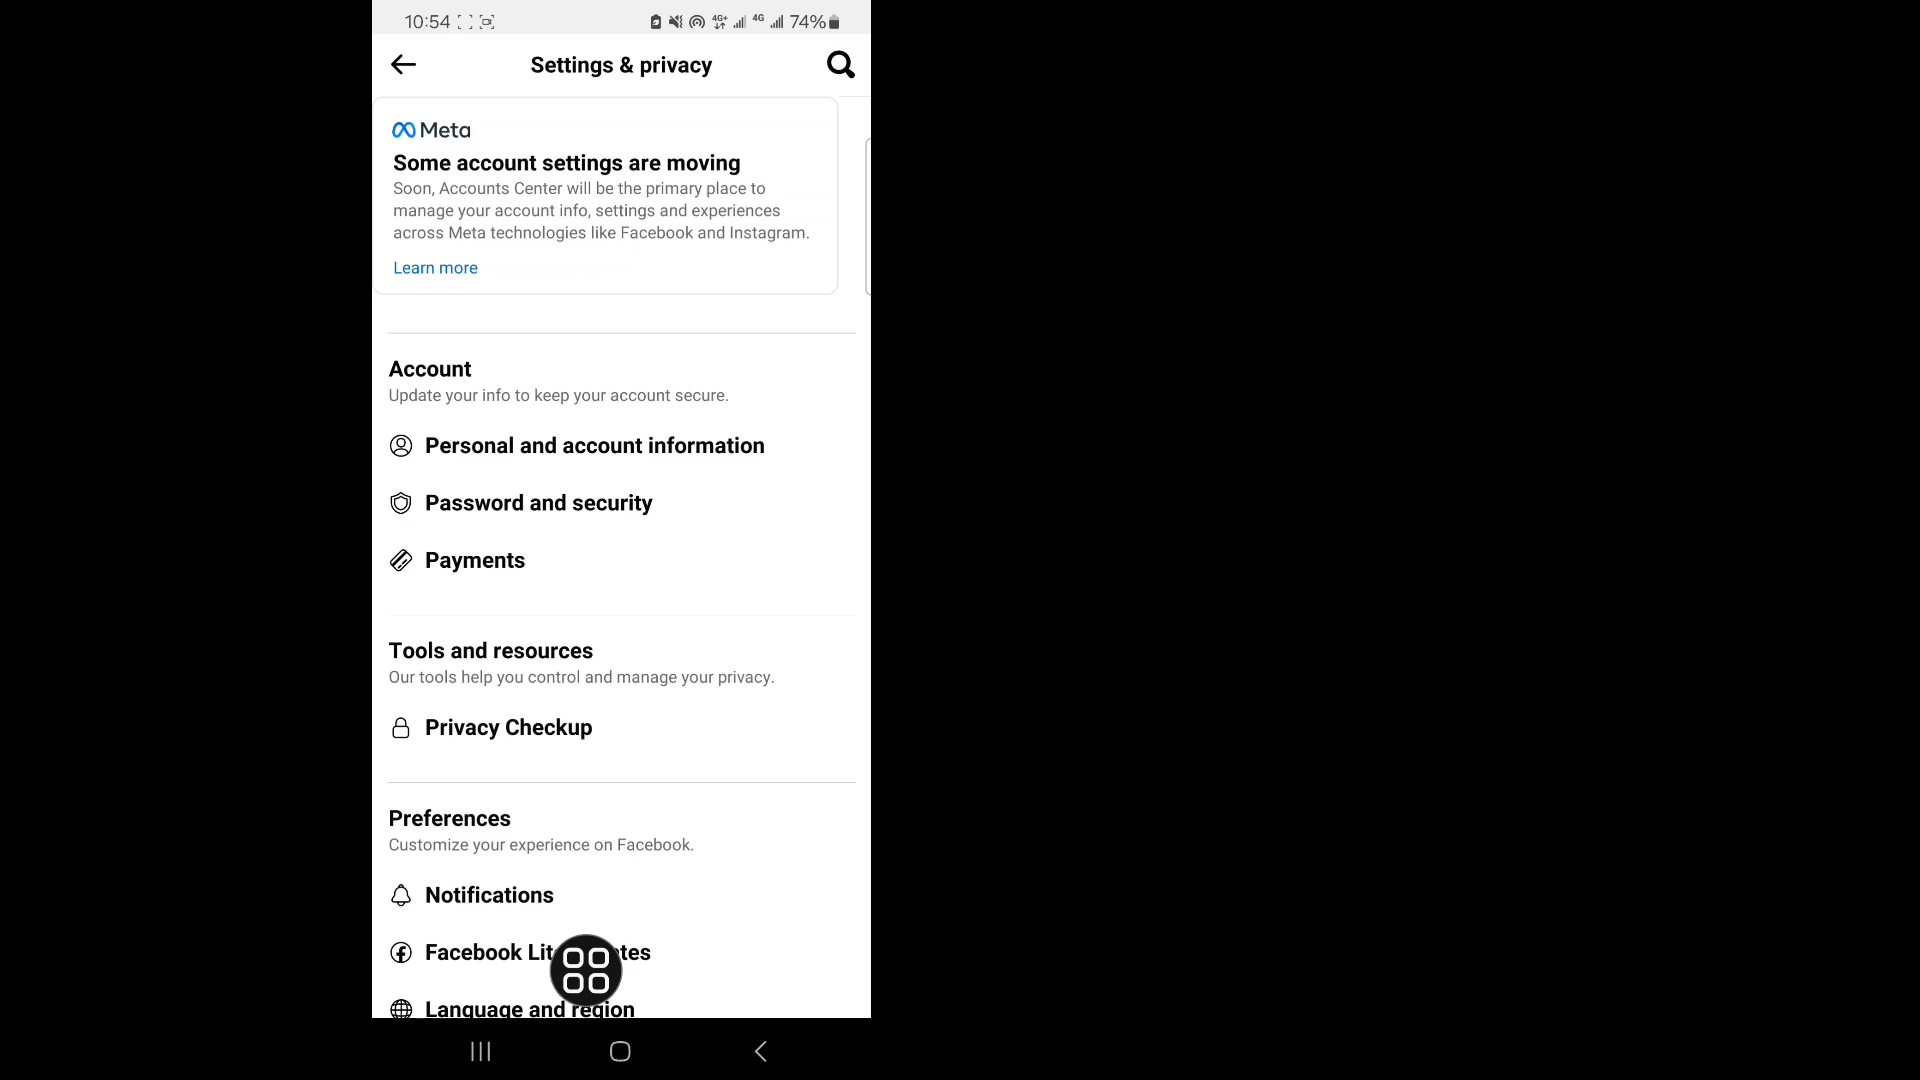 10:54 4G+ 4G 74%
Settings & privacy
Meta
Some account settings are moving
Soon, Accounts Center will be the primary place to
manage your account info, settings and experiences
across Meta technologies like Facebook and Instagram.
Learn more
Account
Update your info to keep your account secure.
Personal and account information
Password and security
Payments
Tools and resources
Our tools help you control and manage your privacy.
Privacy Checkup
Preferences
Customize your experience on Facebook.
Notifications
Facebook
Language and region